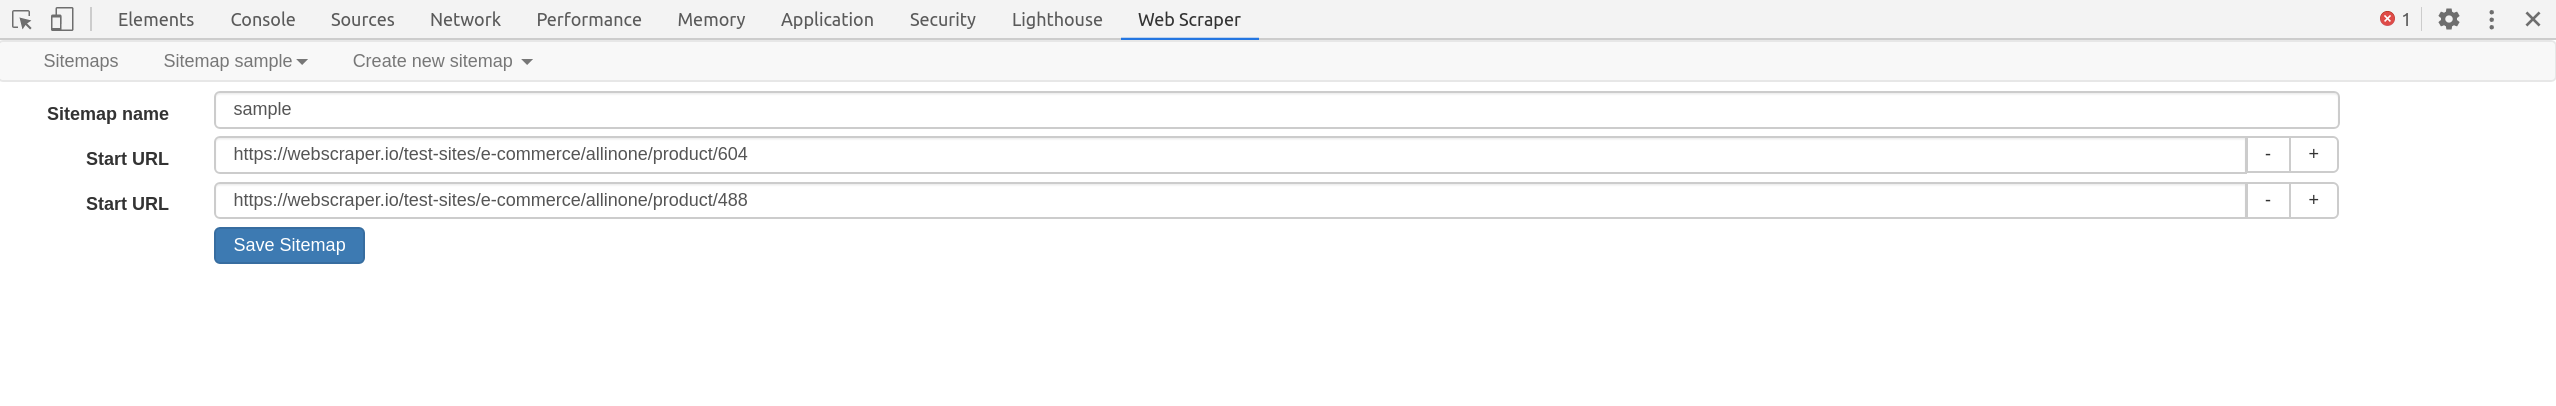 Elements Console Sources Network Performance Memory Application Security Lighthouse Web Scraper 1
Sitemaps Sitemap sample Create new sitemap
Sitemap name sample
Start URL https://webscraper.io/test-sites/e-commerce/allinone/product/604 - +
Start URL https://webscraper.io/test-sites/e-commerce/allinone/product/488 - +
Save Sitemap